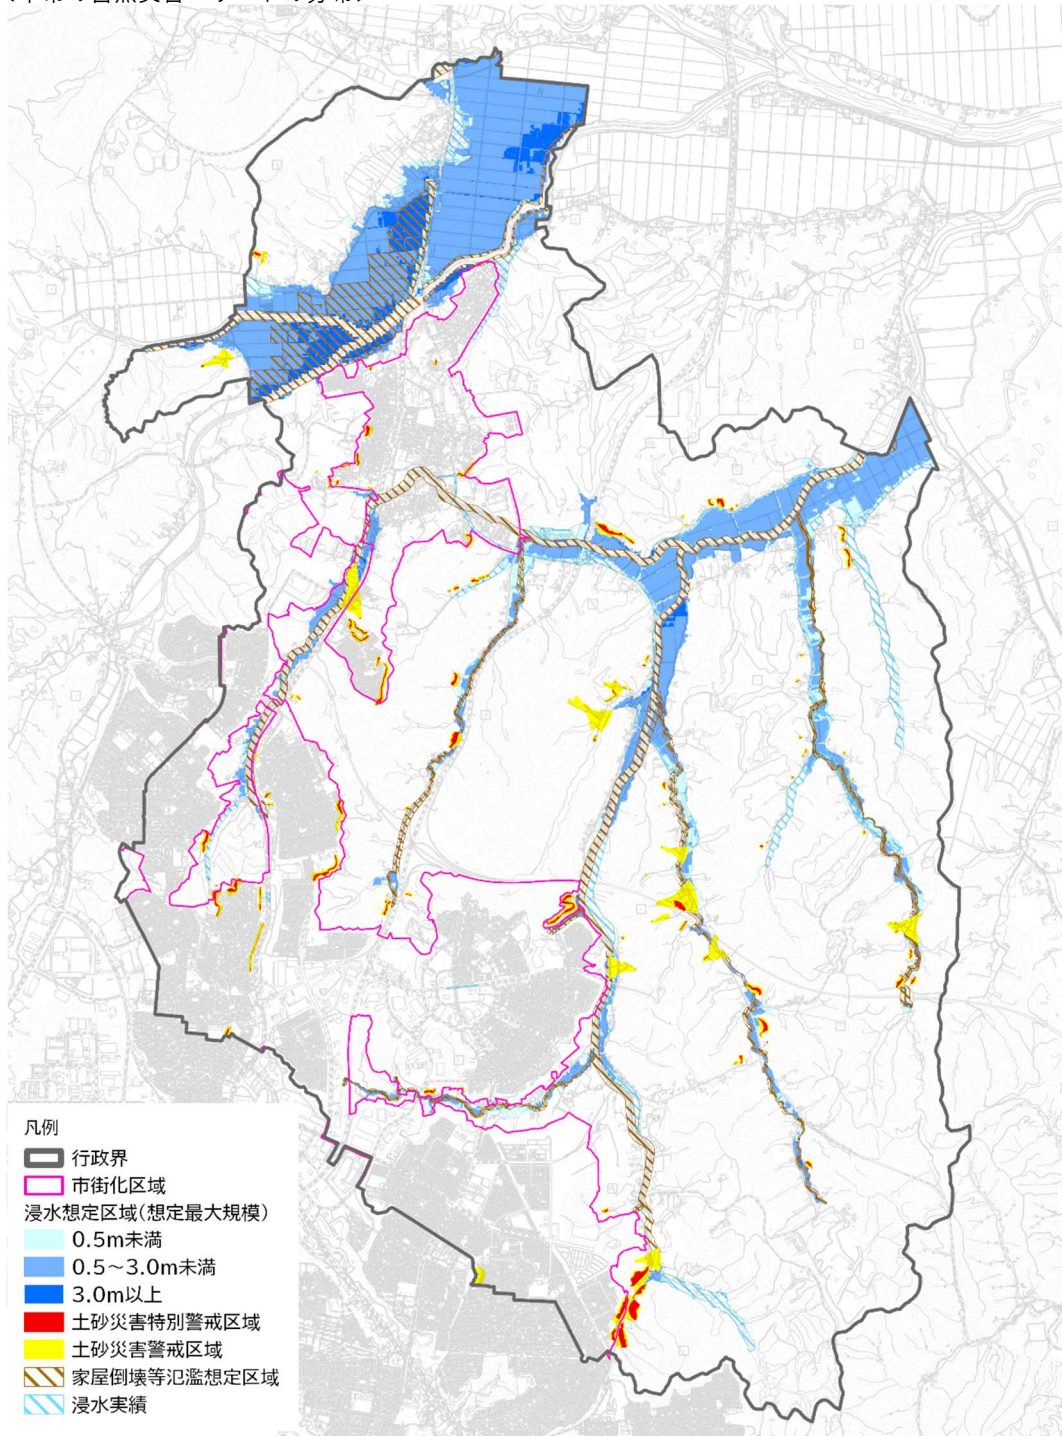 凡例
行政界
市街化区域
浸水想定区域(想定最大規模)
0.5m未満
0.5～3.0m未満
3.0m以上
土砂災害特別警戒区域
土砂災害警戒区域
家屋倒壊等氾濫想定区域
浸水実績